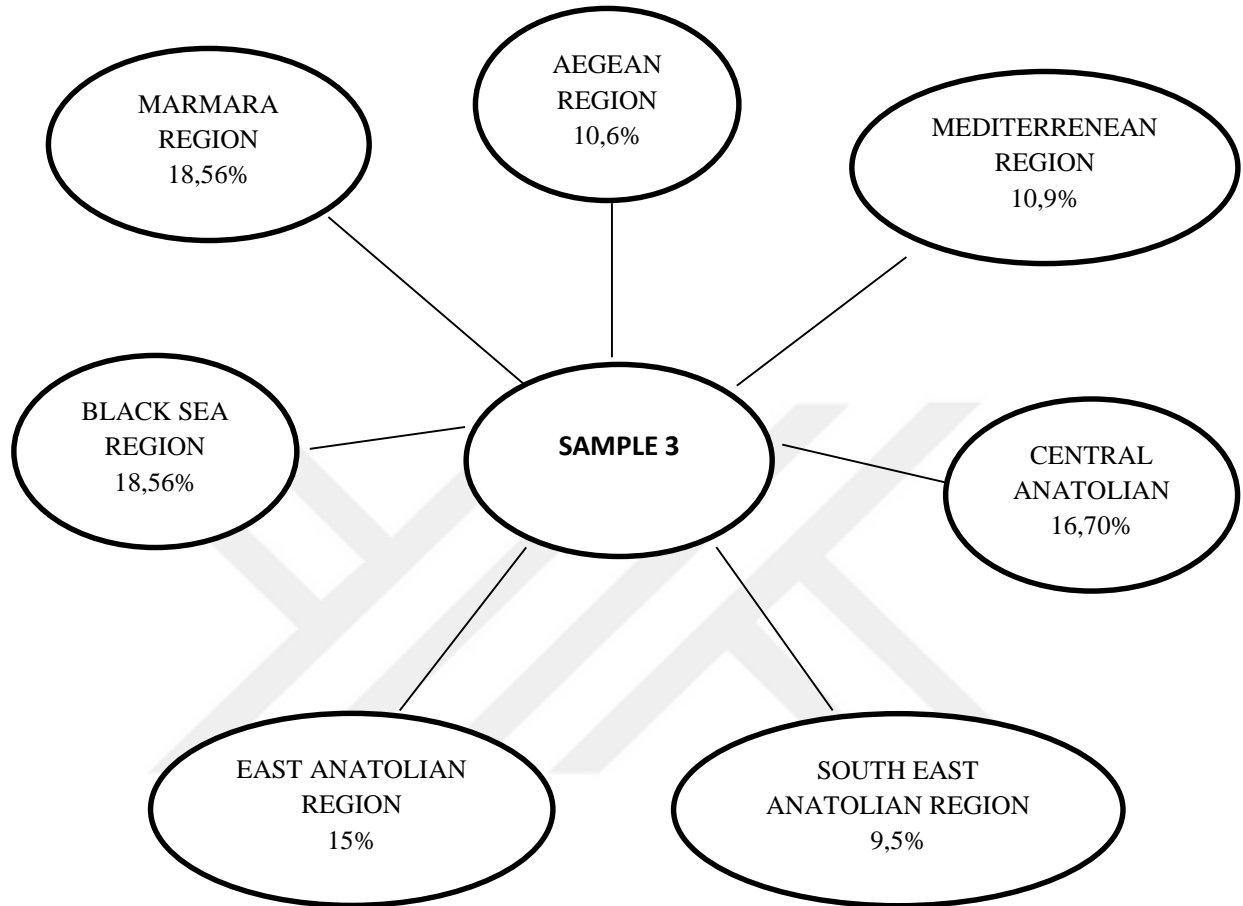 AEGEAN
REGION
10,6%
MARMARA
REGION
18,56%
MEDITERRENEAN
REGION
10,9%
BLACK SEA
REGION
18,56%
SAMPLE 3
CENTRAL
ANATOLIAN
16,70%
EAST ANATOLIAN
REGION
15%
SOUTH EAST
ANATOLIAN REGION
9,5%